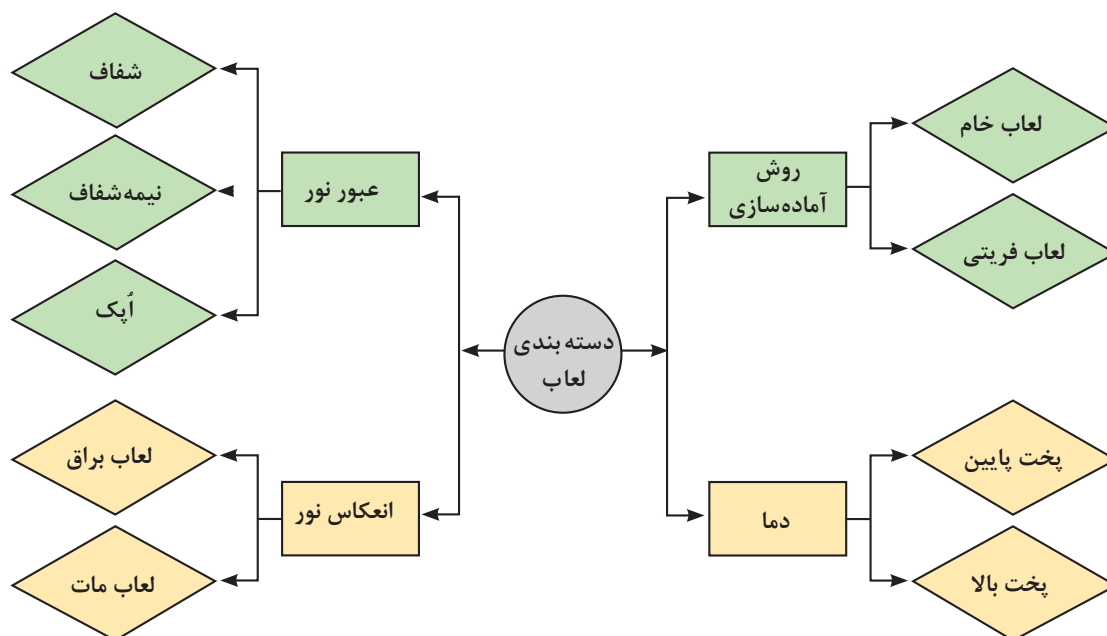 دسته بندی
لعاب
روش
آماده‌سازی
لعاب خام
لعاب فریتی
دما
پخت پایین
پخت بالا
عبور نور
شفاف
نیمه‌شفاف
اُپک
انعکاس نور
لعاب براق
لعاب مات